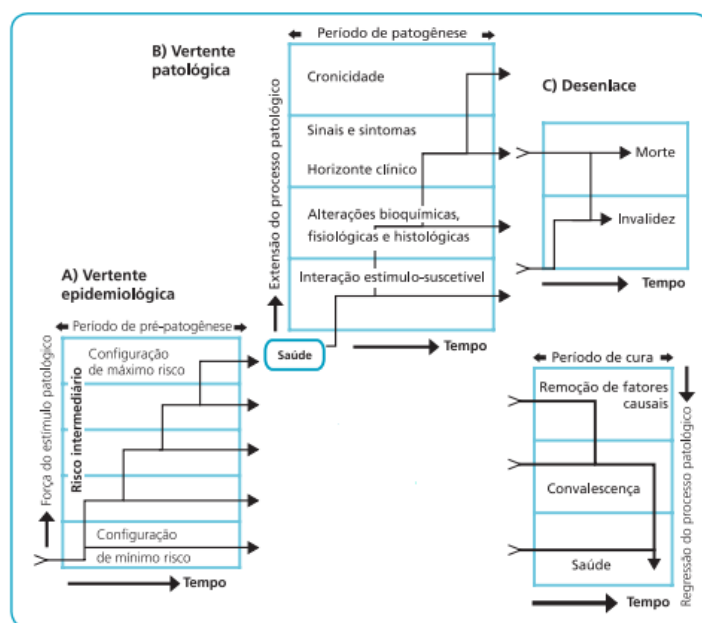 B) Vertente
patológica
Período de patogênese
Extensão do processo patológico
Cronicidade
Sinais e sintomas
Horizonte clínico
Alterações bioquímicas,
fisiológicas e histológicas
Interação estímulo-suscetível
Tempo
C) Desenlace
Morte
Invalidez
Tempo
A) Vertente
epidemiológica
Período de pré-patogênese
Força do estímulo patológico
Risco intermediário
Configuração
de máximo risco
Configuração
de mínimo risco
Tempo
Saúde
Período de cura
Remoção de fatores
causais
Convalescença
Saúde
Regressão do processo patológico
Tempo